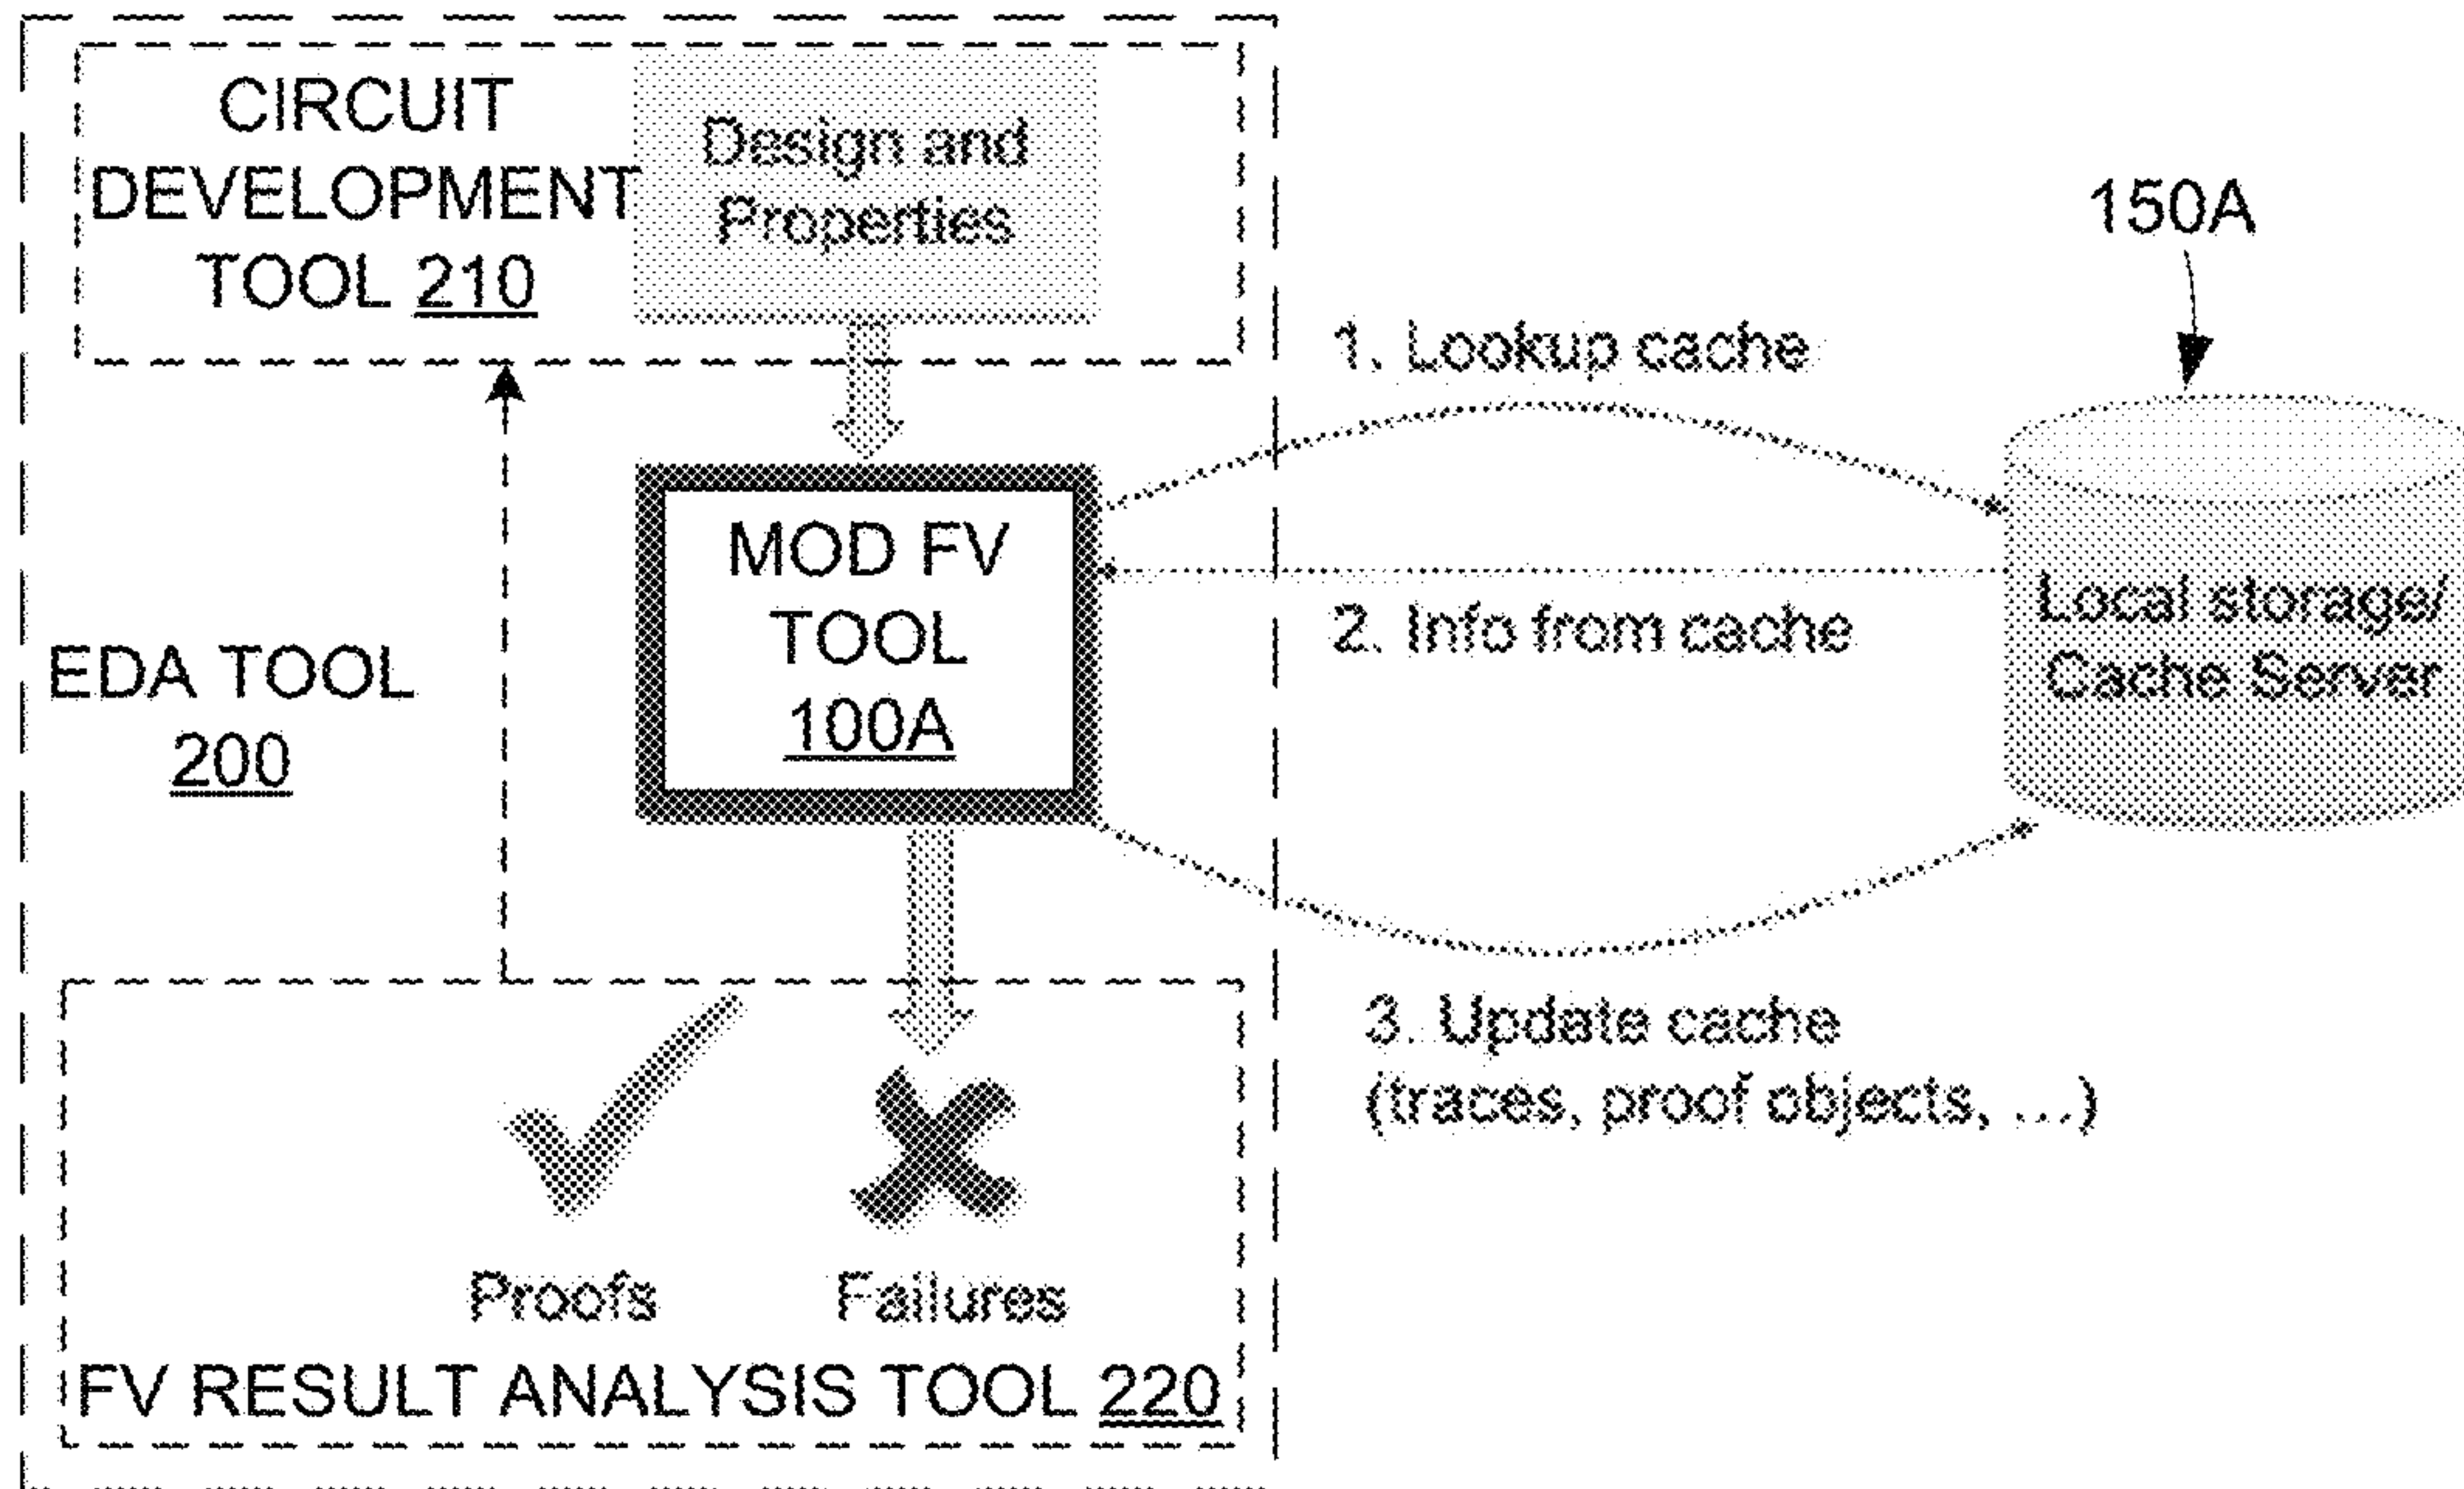 CIRCUIT
DEVELOPMENT
TOOL 210
Design and
Properties
150A
1. Lookup cache
MOD FV
TOOL
100A
2. Info from cache
Local storage/
Cache Server
EDA TOOL
200
3. Update cache
(traces, proof objects, ...)
Proofs
Failures
FV RESULT ANALYSIS TOOL 220